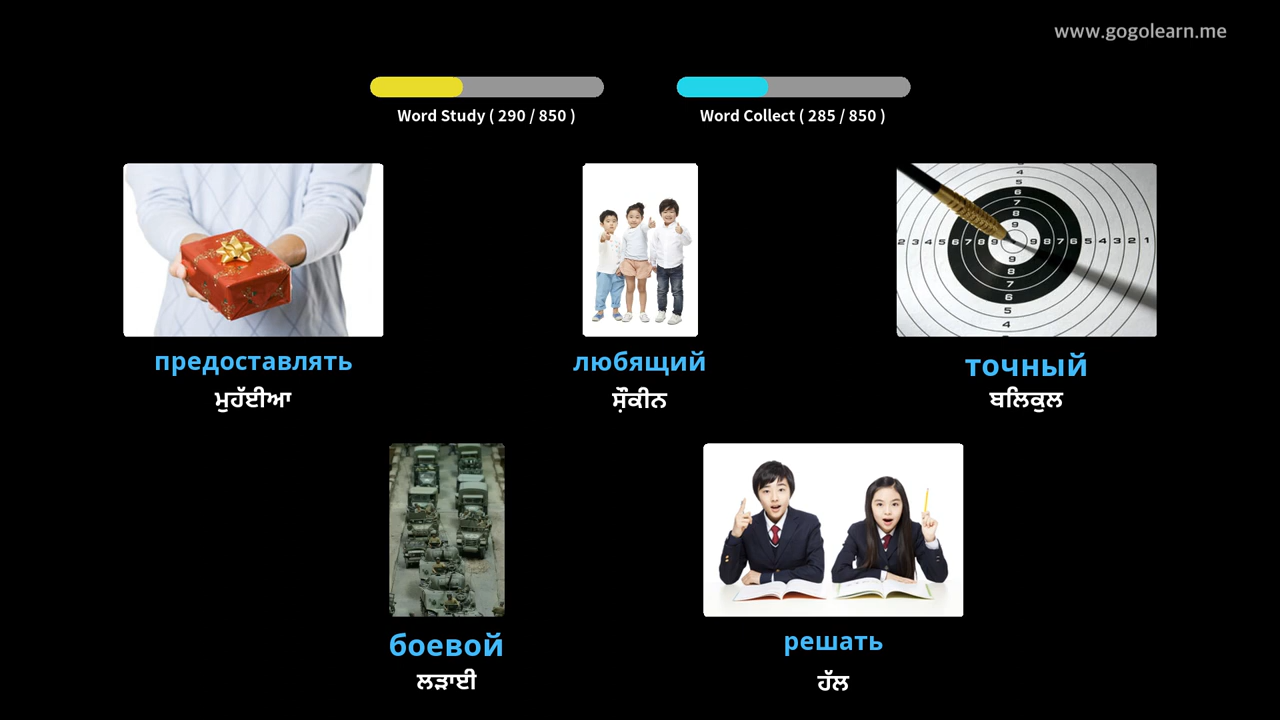 www.gogolearn.me
Word Study ( 290 / 850 )
Word Collect ( 285 / 850 )
предоставлять
ਮੁਹੱਈਆ
любящий
ਸ਼ੌਕੀਨ
точный
ਬਲਿਕੁਲ
боевой
ਲੜਾਈ
решать
ਹੱਲ